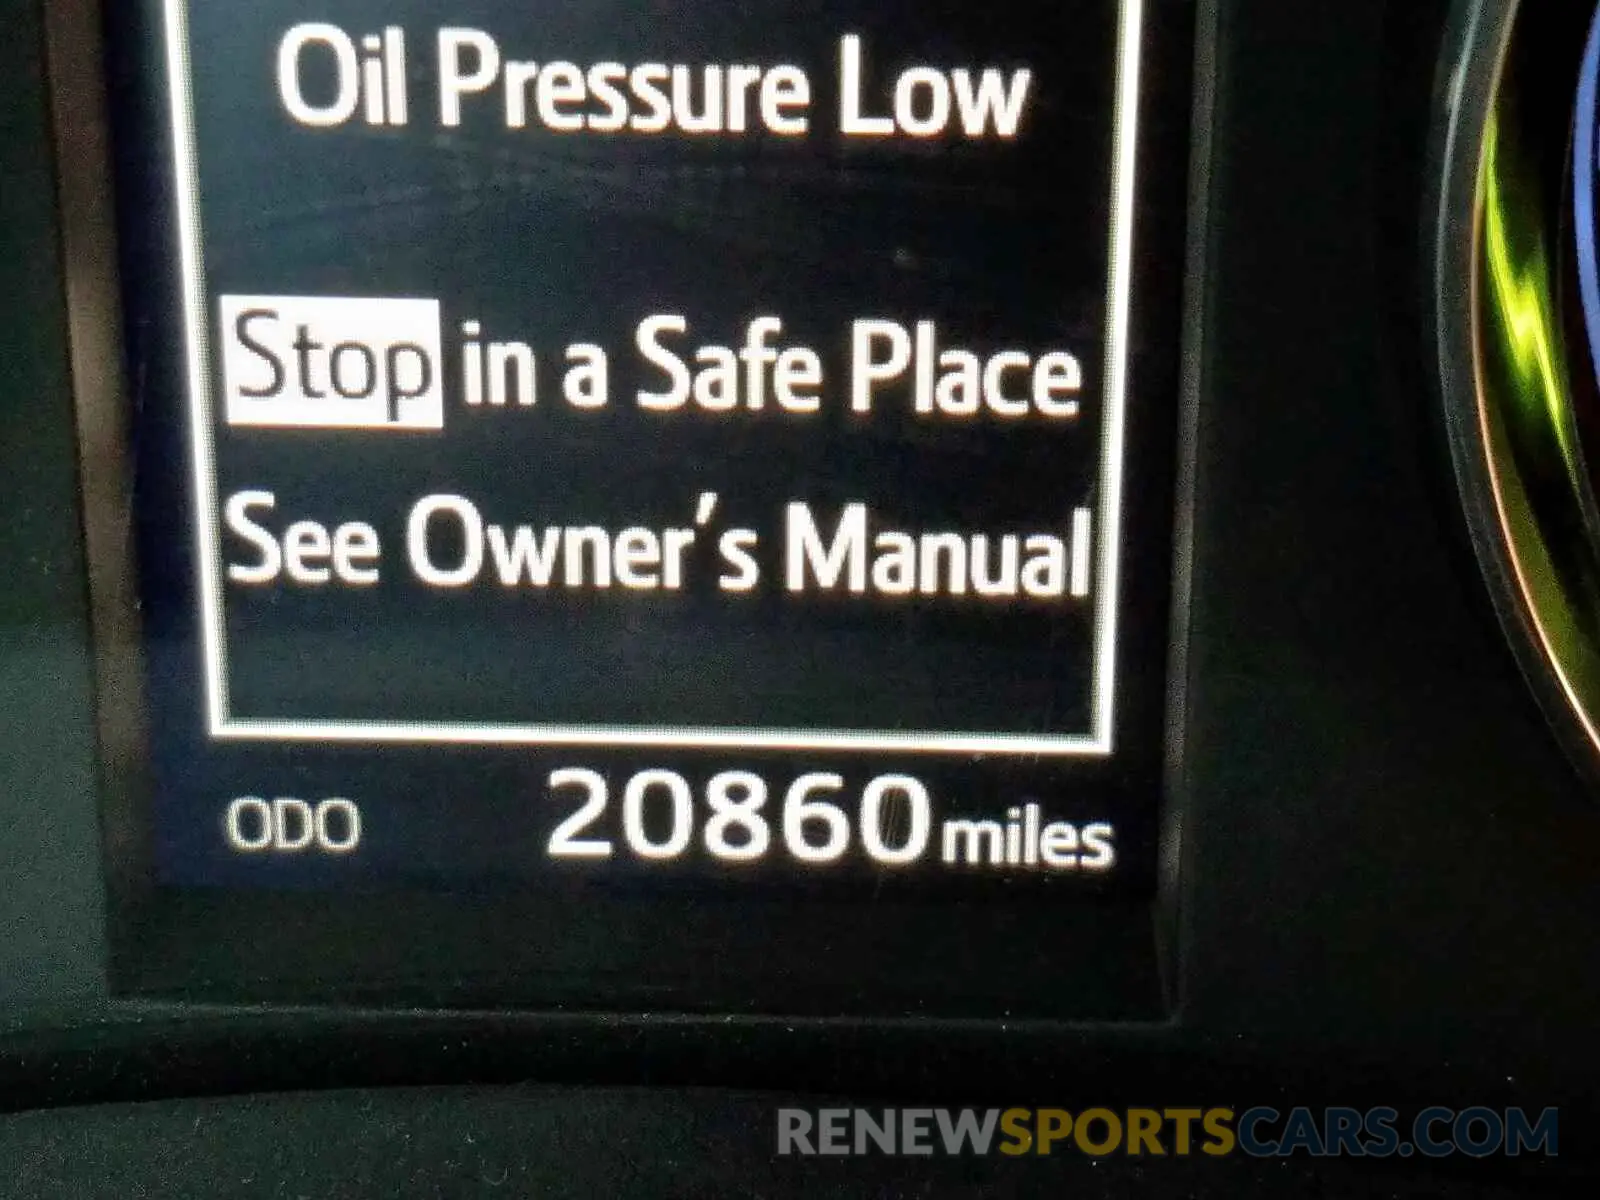 Oil Pressure Low
Stop in a Safe Place
See Owner's Manual
ODO 20860 miles
RENEWSPORTSCARS.COM